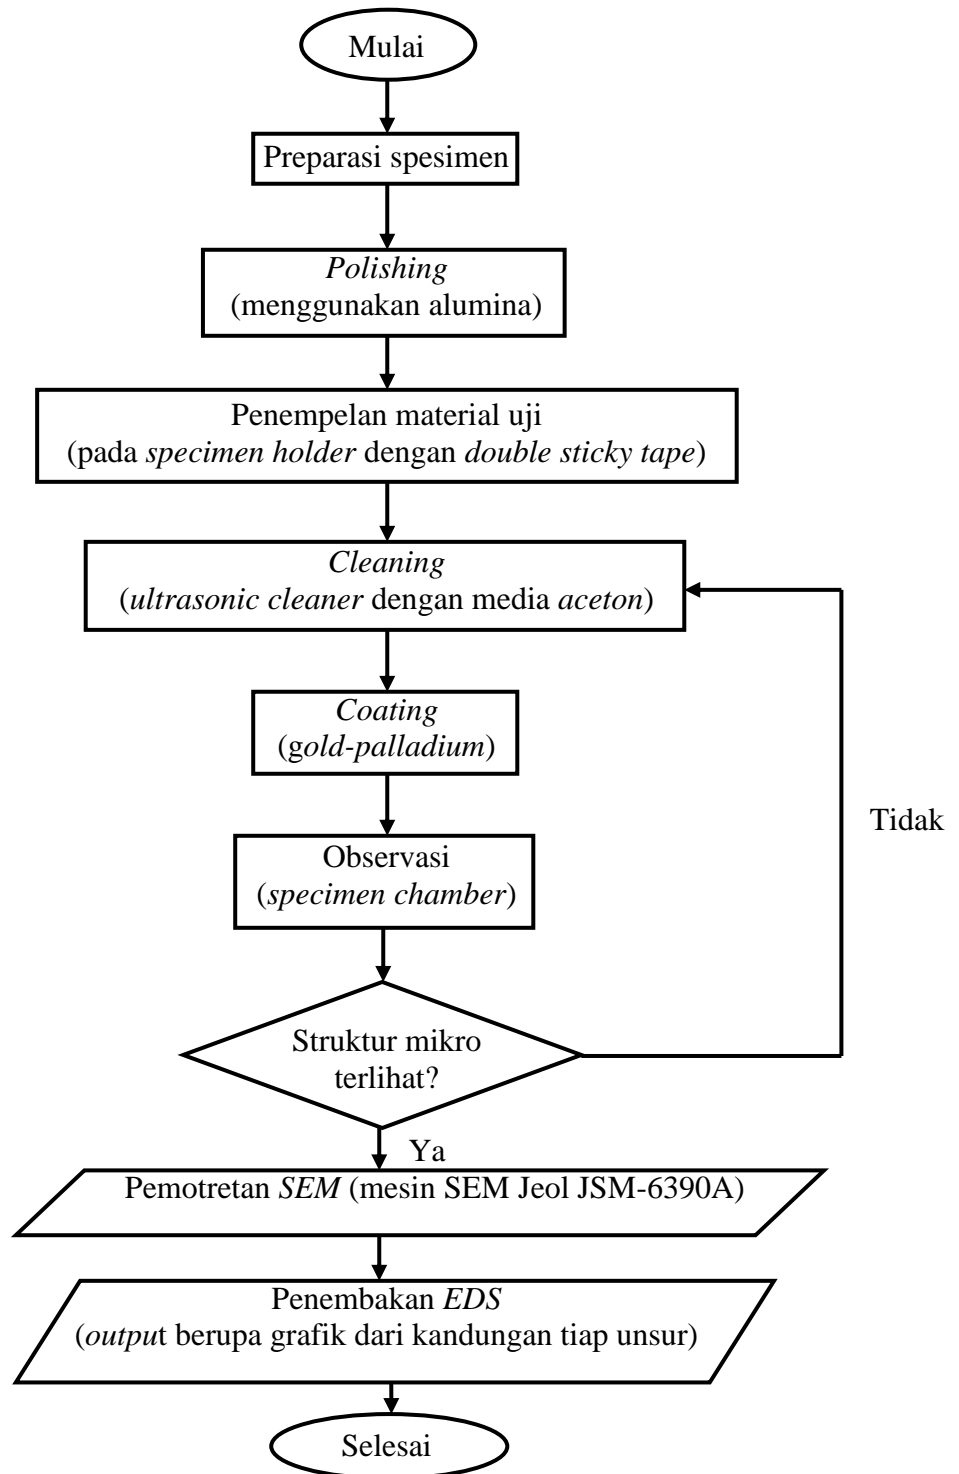 Mulai
Preparasi spesimen
Polishing
(menggunakan alumina)
Penempelan material uji
(pada specimen holder dengan double sticky tape)
Cleaning
(ultrasonic cleaner dengan media aceton)
Coating
(gold-palladium)
Tidak
Observasi
(specimen chamber)
Struktur mikro
terlihat?
Ya
Pemotretan SEM (mesin SEM Jeol JSM-6390A)
Penembakan EDS
(output berupa grafik dari kandungan tiap unsur)
Selesai